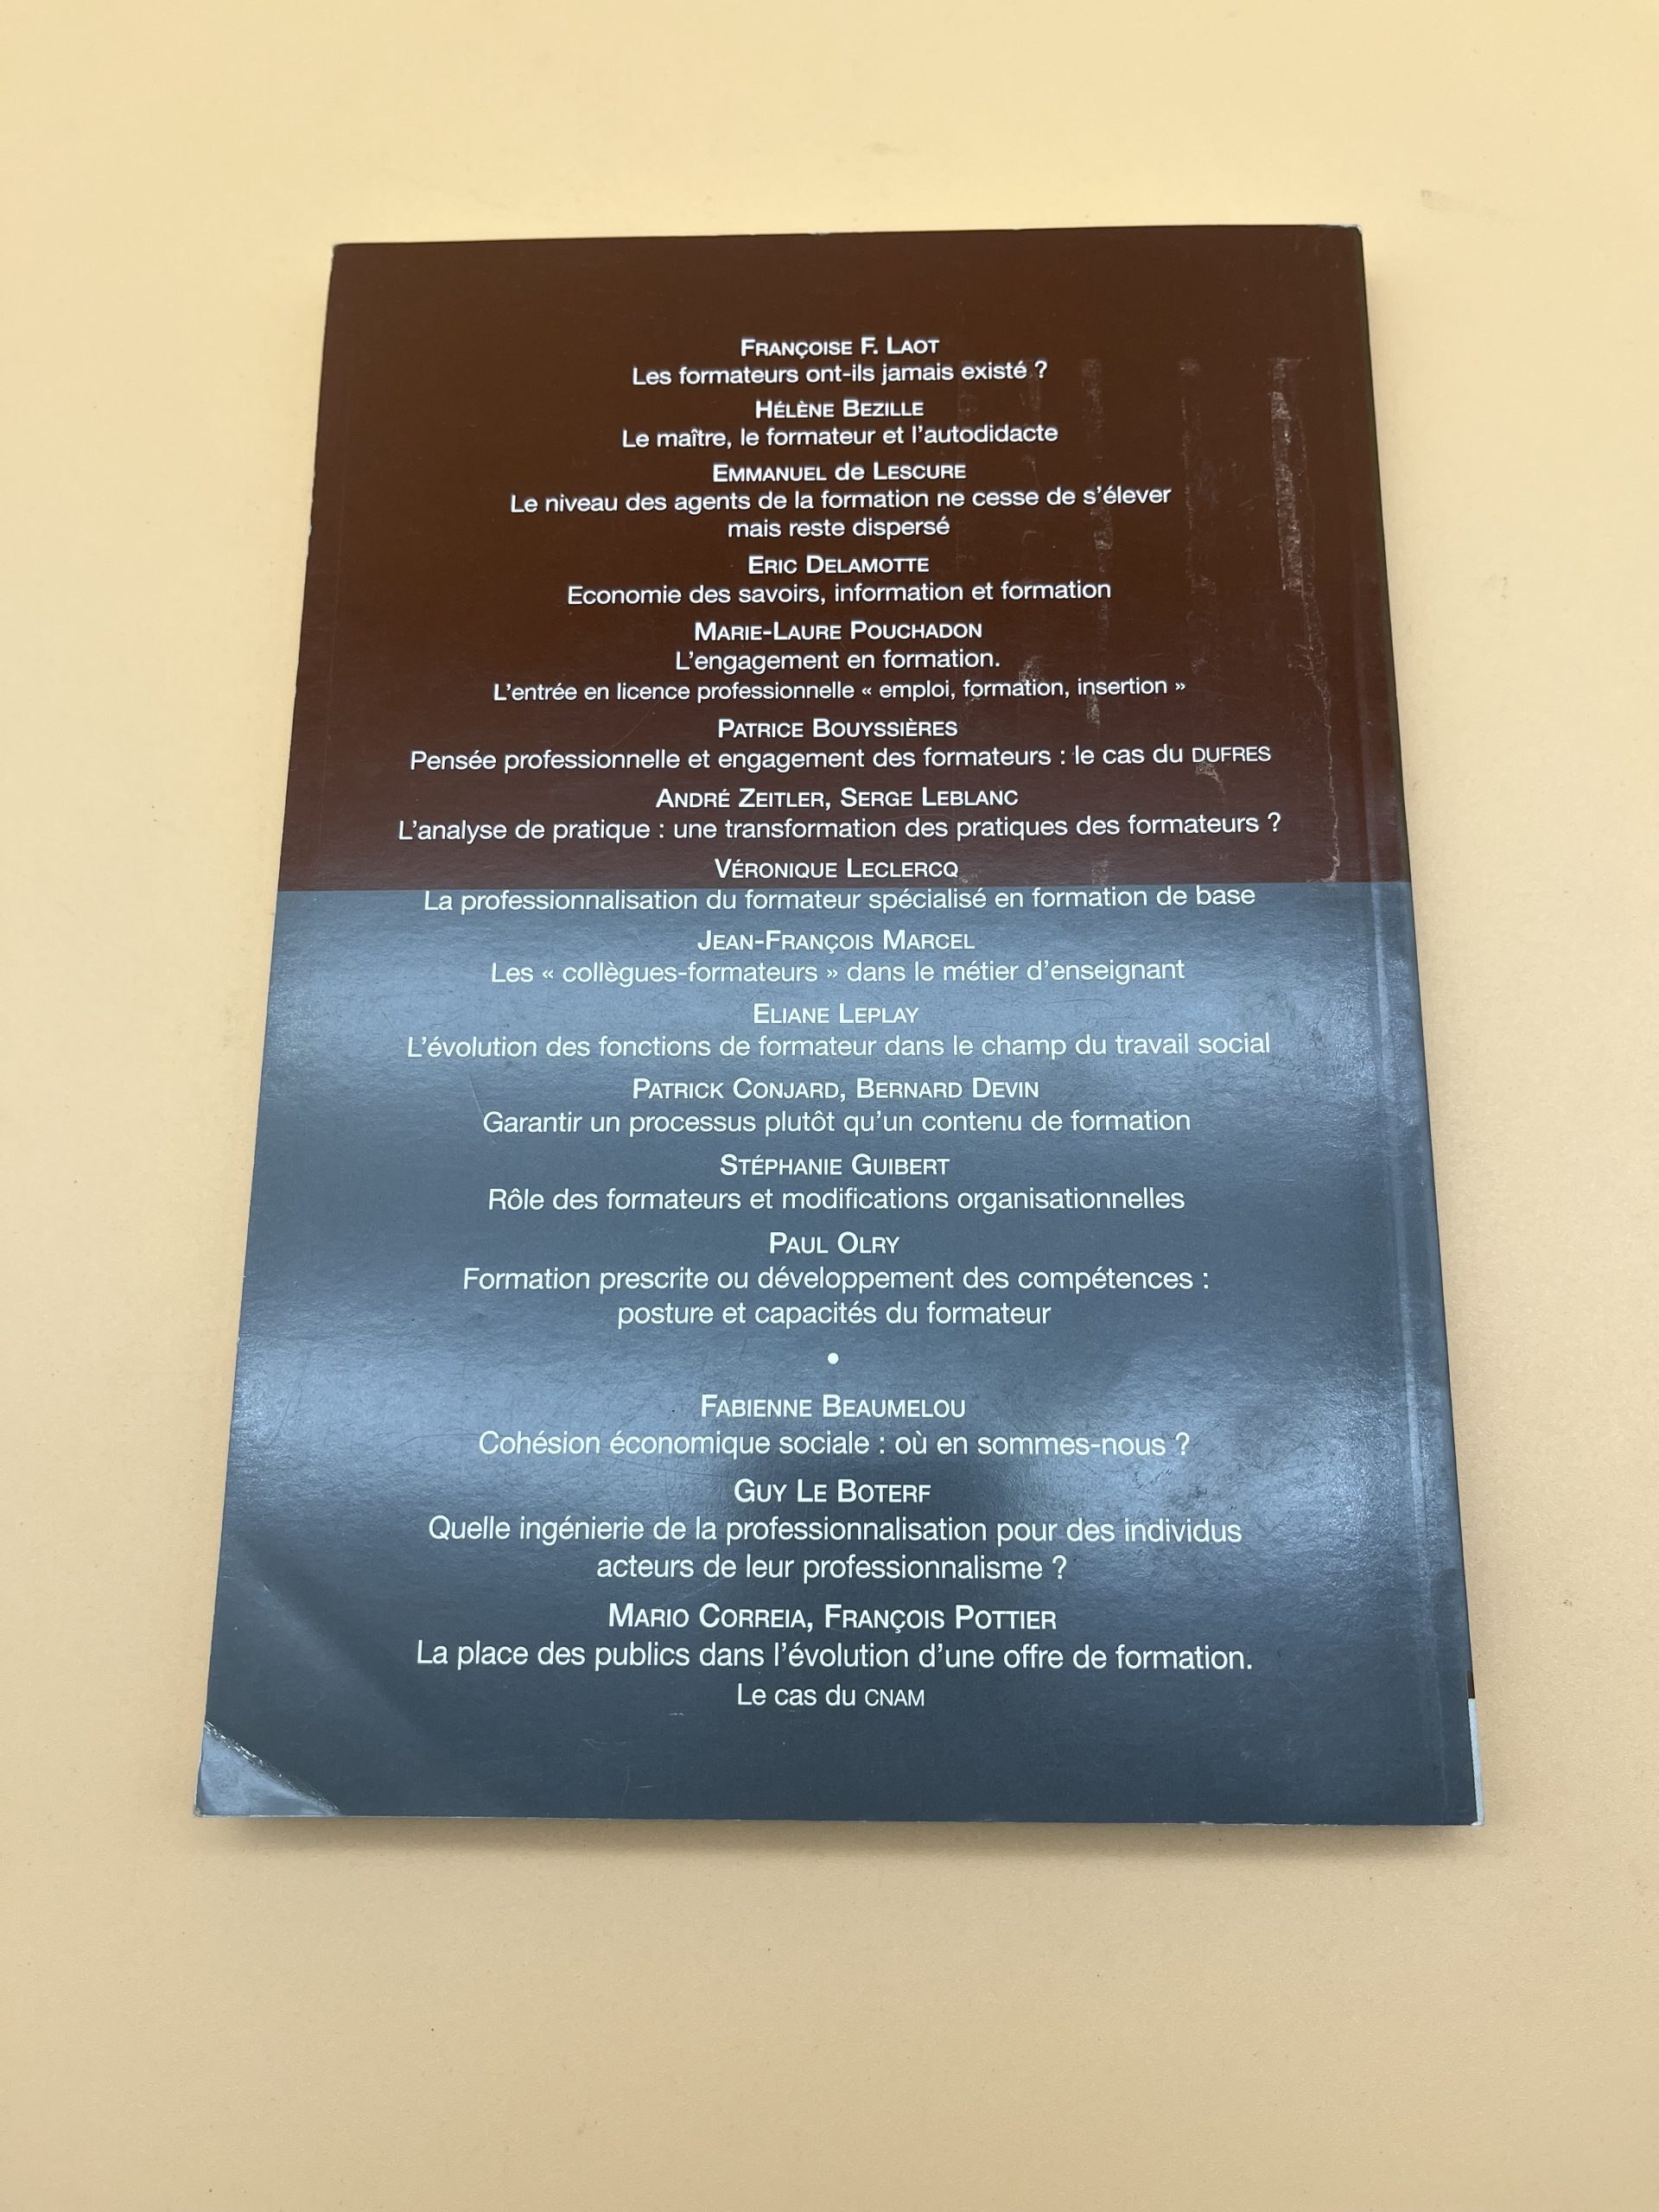 FRANÇOISE F. LAOT
Les formateurs ont-ils jamais existé ?
HÉLÈNE BEZILLE
Le maître, le formateur et l'autodidacte
EMMANUEL de LESCURE
Le niveau des agents de la formation ne cesse de s'élever
mais reste dispersé
ERIC DELAMOTTE
Economie des savoirs, information et formation
MARIE-LAURE POUCHADON
L'engagement en formation.
L'entrée en licence professionnelle « emploi, formation, insertion »
PATRICE BOUYSSIÈRES
Pensée professionnelle et engagement des formateurs : le cas du DUFRES
ANDRÉ ZEITLER, SERGE LEBLANC
L'analyse de pratique : une transformation des pratiques des formateurs ?
VÉRONIQUE LECLERCQ
La professionnalisation du formateur spécialisé en formation de base
JEAN-FRANÇOIS MARCEL
Les « collègues-formateurs » dans le métier d'enseignant
ELIANE LEPLAY
L'évolution des fonctions de formateur dans le champ du travail social
PATRICK CONJARD, BERNARD DEVIN
Garantir un processus plutôt qu'un contenu de formation
STÉPHANIE GUIBERT
Rôle des formateurs et modifications organisationnelles
PAUL OLRY
Formation prescrite ou développement des compétences :
posture et capacités du formateur
•
FABIENNE BEAUMELOU
Cohésion économique sociale : où en sommes-nous ?
GUY LE BOTERF
Quelle ingénierie de la professionnalisation pour des individus
acteurs de leur professionnalisme ?
MARIO CORREIA, FRANÇOIS POTTIER
La place des publics dans l'évolution d'une offre de formation.
Le cas du CNAM